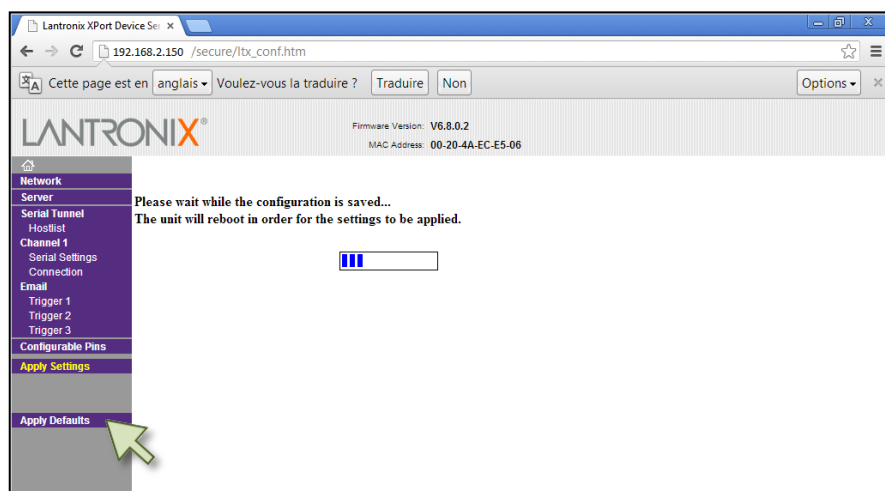 Lantronix XPort Device Ser
192.168.2.150 /secure/ltx_conf.htm
Cette page est en anglais Voulez-vous la traduire ? Traduire Non Options
LANTRONIX®
Firmware Version: V6.8.0.2
MAC Address: 00-20-4A-EC-E5-06
Network
Server
Serial Tunnel
Hostlist
Channel 1
Serial Settings
Connection
Email
Trigger 1
Trigger 2
Trigger 3
Configurable Pins
Apply Settings
Apply Defaults
Please wait while the configuration is saved...
The unit will reboot in order for the settings to be applied.